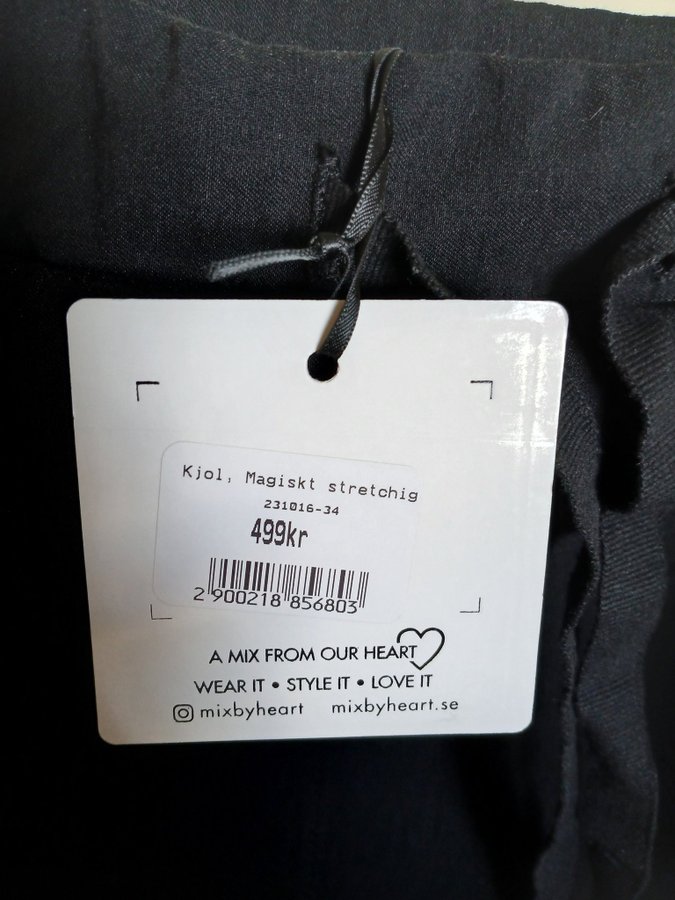 Kjol, Magiskt stretchig
231016-34
499kr
2 900218 856803
A MIX FROM OUR HEART
WEAR IT • STYLE IT • LOVE IT
mixbyheart mixbyheart.se